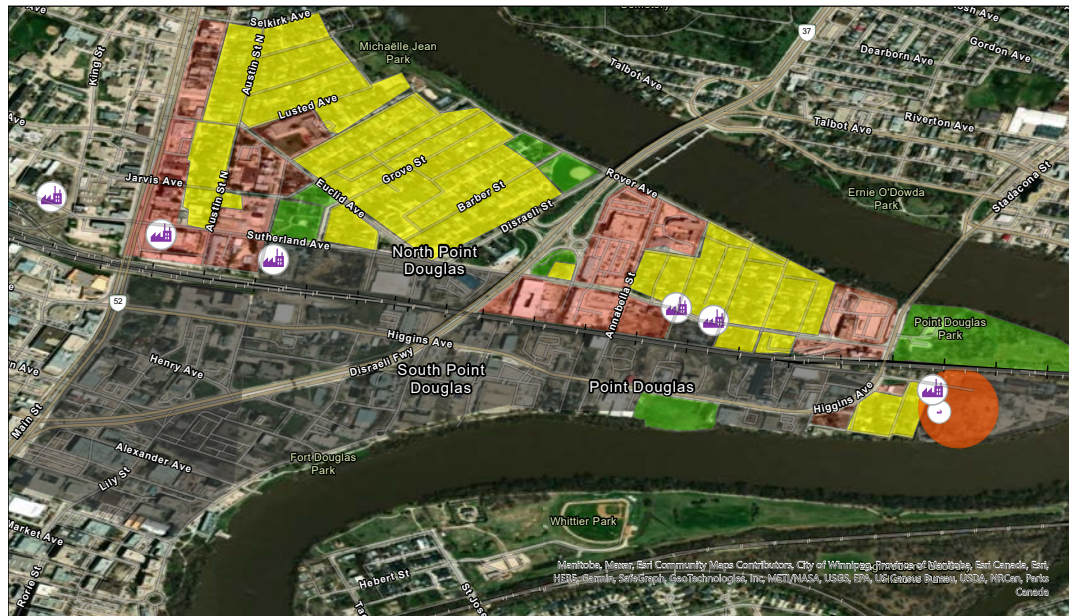 Selkirk Ave
King St
Austin St N
Michaëlle Jean
Park
Lusted Ave
Talbot Ave
37
Dearborn Ave
Gordon Ave
Talbot Ave
Riverton Ave
Stadacona St
Ernie O'Dowda
Park
Ave
Jarvis Ave
Austin St N
Euclid Ave
Grove St
Barber St
Disraeli St
Rover Ave
Sutherland Ave
North Point
Douglas
Annabella St
52
Higgins Ave
Disraeli Fwy
Henry Ave
South Point
Douglas
Point Douglas
Point Douglas
Park
Higgins Ave
Main St
Alexander Ave
Lily St
Fort Douglas
Park
Market Ave
Rorie St
Whittier Park
Hebert St
Manitoba, Maxar, Esri Community Maps Contributors, City of Winnipeg, Province of Manitoba, Esri Canada, Esri,
HERE, Garmin, SafeGraph, GeoTechnologies, Inc, METI/NASA, USGS, EPA, US Census Bureau, USDA, NRCan, Parks
Canada